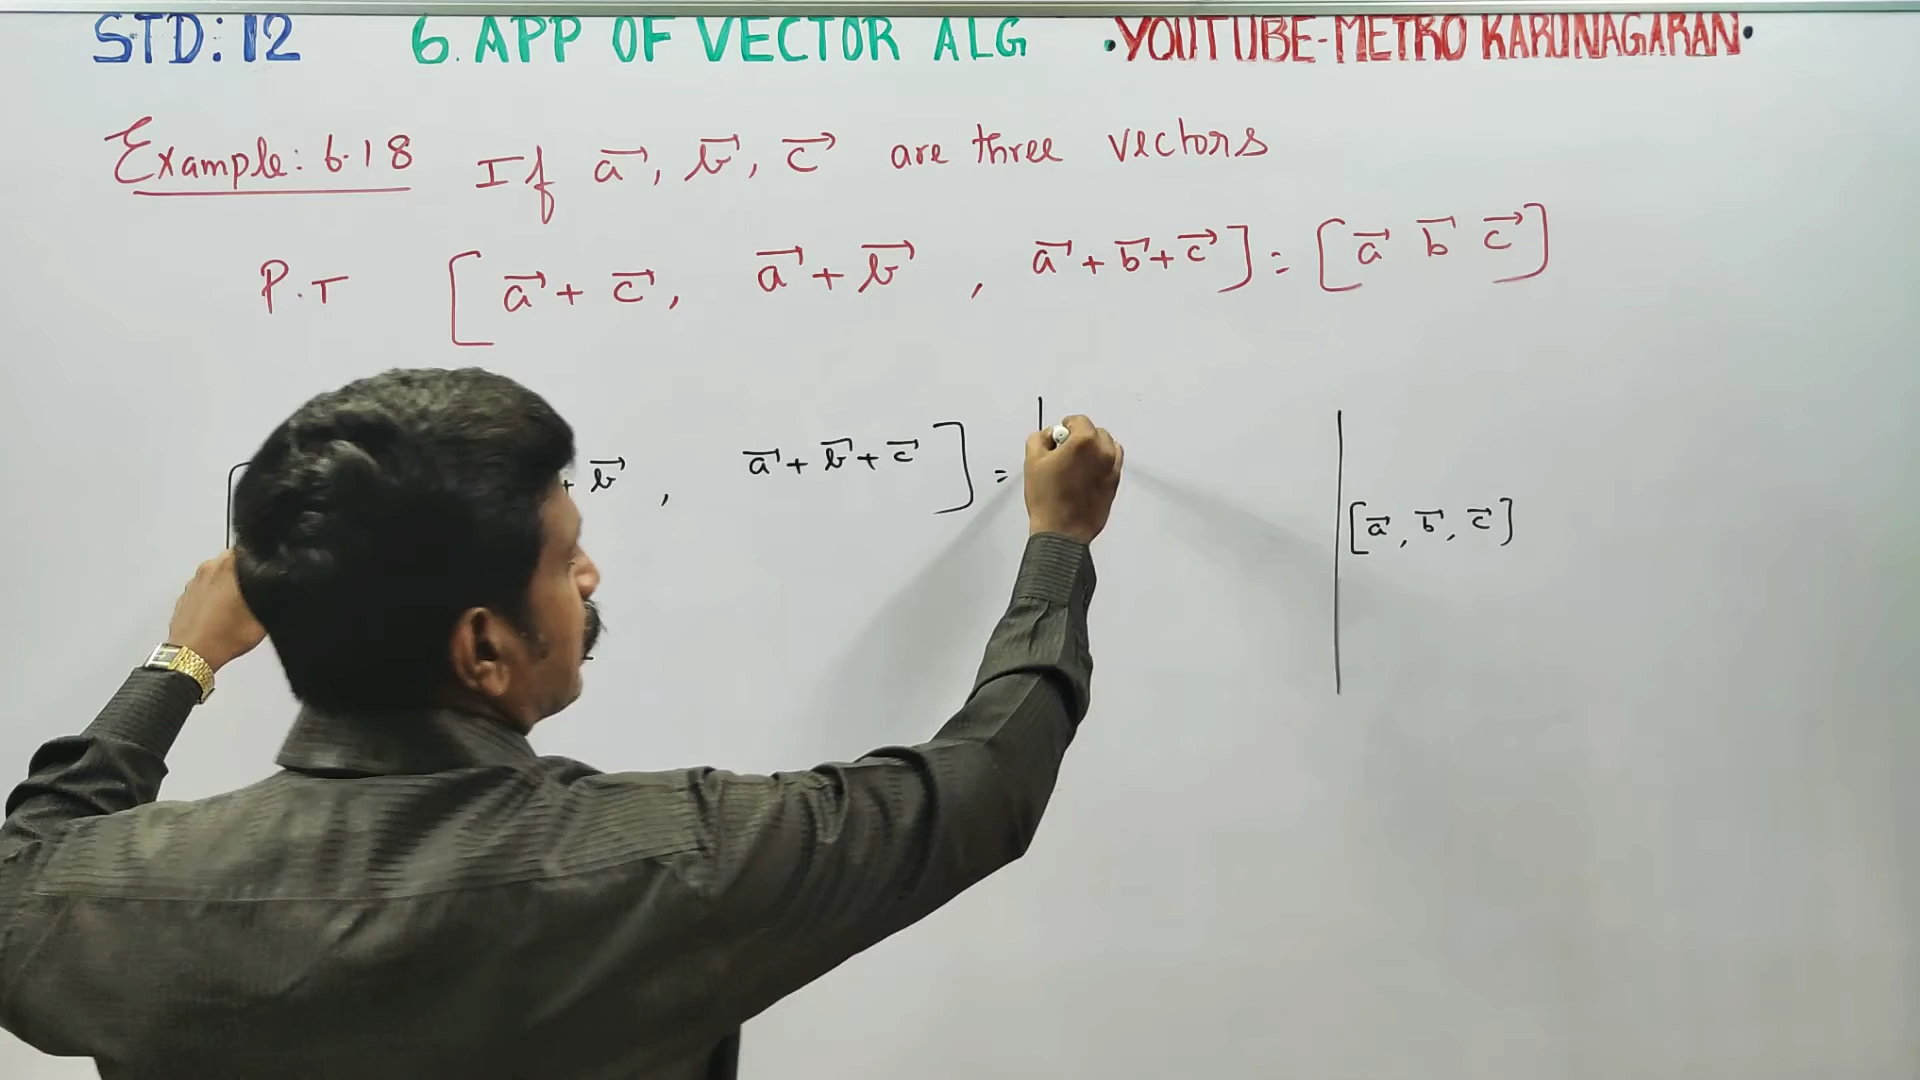 STD: 12 6. APP OF VECTOR ALG •YOUTUBE-METRO KARUNAGARAN•
Example: 6.18 If a⃗, b⃗, c⃗ are three vectors
P.T [a⃗ + c⃗, a⃗ + b⃗, a⃗ + b⃗ + c⃗] = [a⃗ b⃗ c⃗]
[ + b⃗, a⃗ + b⃗ + c⃗] = | | [a⃗, b⃗, c⃗]